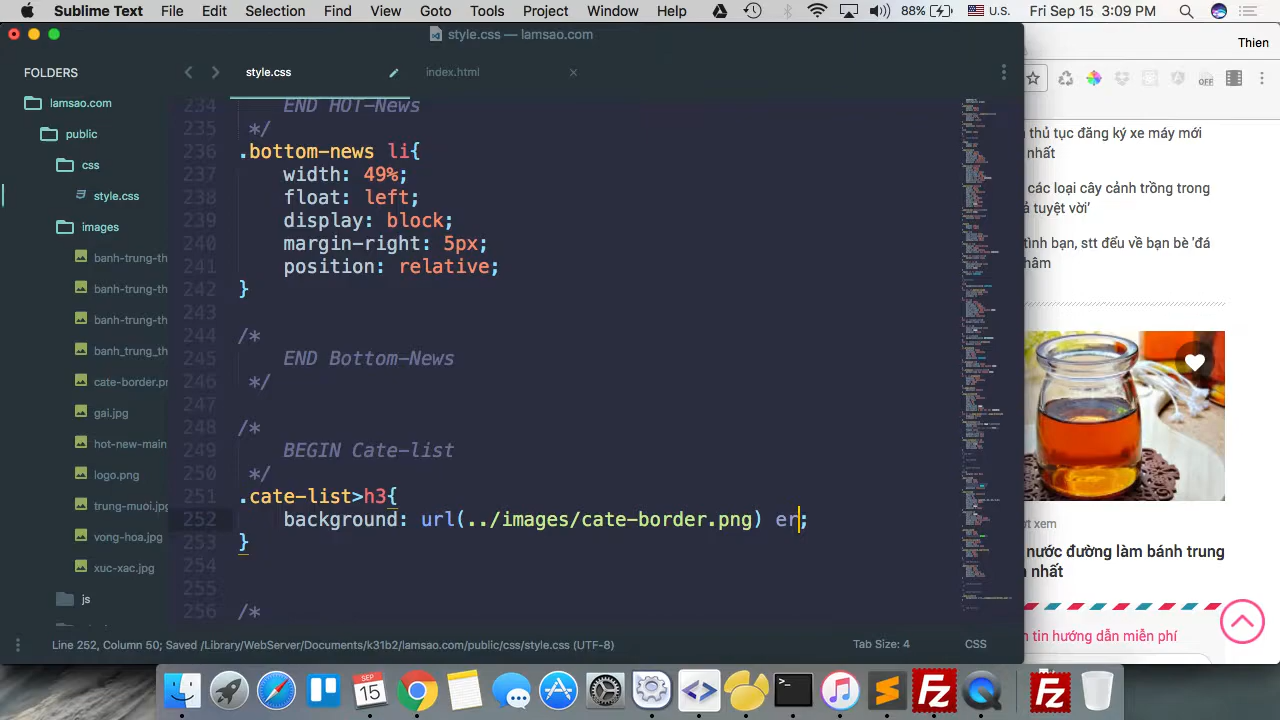 Sublime Text File Edit Selection Find View Goto Tools Project Window Help 88% U.S. Fri Sep 15 3:09 PM
style.css — lamsao.com
Thien
FOLDERS
style.css
index.html
lamsao.com
public
css
style.css
images
banh-trung-th
banh-trung-th
banh-trung-th
banh_trung_th
cate-border.pr
gai.jpg
hot-new-main
logo.png
trung-muoi.jpg
vong-hoa.jpg
xuc-xac.jpg
js
234 END HOT-News
235 */
236 .bottom-news li{
237 width: 49%;
238 float: left;
239 display: block;
240 margin-right: 5px;
241 position: relative;
242 }
243
244 /*
245 END Bottom-News
246 */
247
248 /*
249 BEGIN Cate-list
250 */
251 .cate-list>h3{
252 background: url(../images/cate-border.png) er;
253 }
254
255
256 /*
OFF
thủ tục đăng ký xe máy mới
nhất
các loại cây cảnh trồng trong
tuyệt vời'
tình bạn, stt đểu về bạn bè 'đá
xem
nước đường làm bánh trung
nhất
tin hướng dẫn miễn phí
Line 252, Column 50; Saved /Library/WebServer/Documents/k31b2/lamsao.com/public/css/style.css (UTF-8)
Tab Size: 4
CSS
SEP
15
Fz
Fz